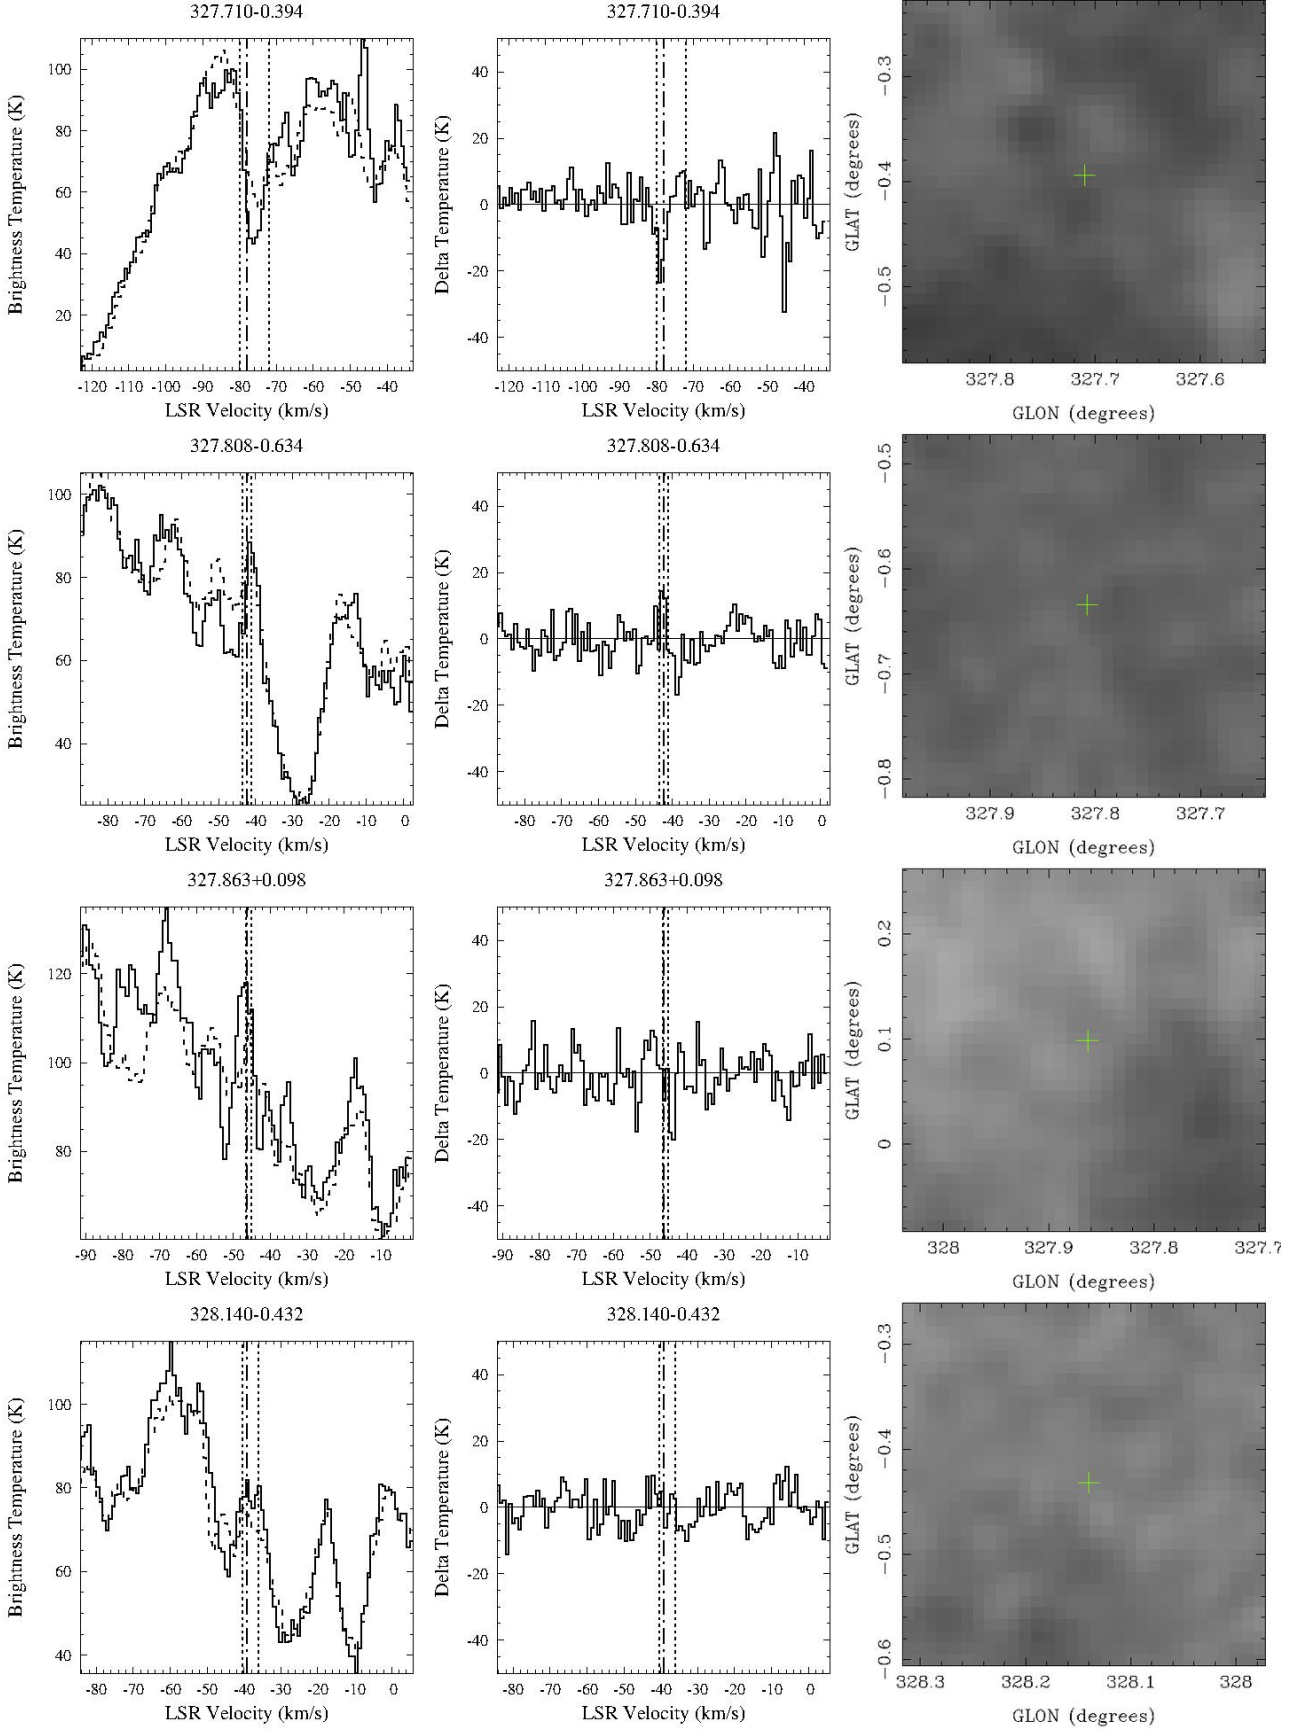 327.710-0.394
327.710-0.394
Brightness Temperature (K)
100
80
60
40
20
-120 -110 -100 -90 -80 -70 -60 -50 -40
LSR Velocity (km/s)
Delta Temperature (K)
40
20
0
-20
-40
-120 -110 -100 -90 -80 -70 -60 -50 -40
LSR Velocity (km/s)
GLAT (degrees)
-0.3
-0.4
-0.5
327.8 327.7 327.6
GLON (degrees)
327.808-0.634
327.808-0.634
Brightness Temperature (K)
100
80
60
40
-80 -70 -60 -50 -40 -30 -20 -10 0
LSR Velocity (km/s)
Delta Temperature (K)
40
20
0
-20
-40
-80 -70 -60 -50 -40 -30 -20 -10 0
LSR Velocity (km/s)
GLAT (degrees)
-0.5
-0.6
-0.7
-0.8
327.9 327.8 327.7
GLON (degrees)
327.863+0.098
327.863+0.098
Brightness Temperature (K)
120
100
80
-90 -80 -70 -60 -50 -40 -30 -20 -10
LSR Velocity (km/s)
Delta Temperature (K)
40
20
0
-20
-40
-90 -80 -70 -60 -50 -40 -30 -20 -10
LSR Velocity (km/s)
GLAT (degrees)
0.2
0.1
0
328 327.9 327.8 327.7
GLON (degrees)
328.140-0.432
328.140-0.432
Brightness Temperature (K)
100
80
60
40
-80 -70 -60 -50 -40 -30 -20 -10 0
LSR Velocity (km/s)
Delta Temperature (K)
40
20
0
-20
-40
-80 -70 -60 -50 -40 -30 -20 -10 0
LSR Velocity (km/s)
GLAT (degrees)
-0.3
-0.4
-0.5
-0.6
328.3 328.2 328.1 328
GLON (degrees)